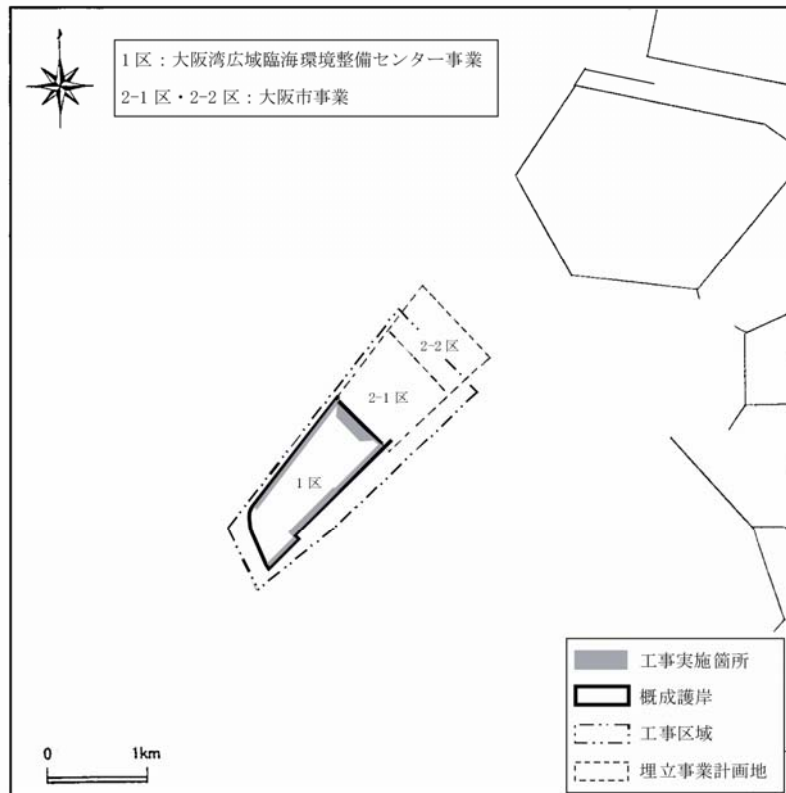 1 区 : 大阪湾広域臨海環境整備センター事業
2-1 区・2-2 区 : 大阪市事業
2-2 区
2-1 区
1 区
工事実施箇所
概成護岸
工事区域
埋立事業計画地
0 1km